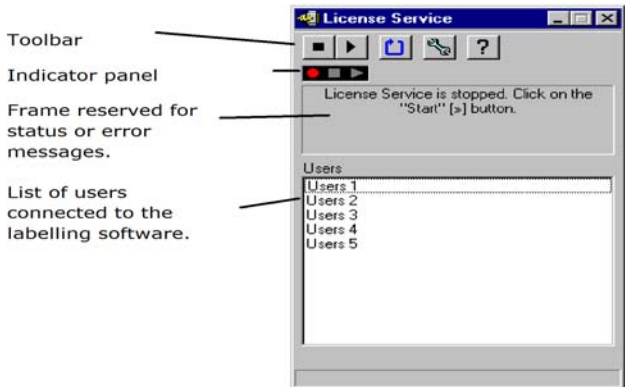 License Service
?
Toolbar
Indicator panel
Frame reserved for
status or error
messages.
License Service is stopped. Click on the
"Start" [»] button.
List of users
connected to the
labelling software.
Users
Users 1
Users 2
Users 3
Users 4
Users 5